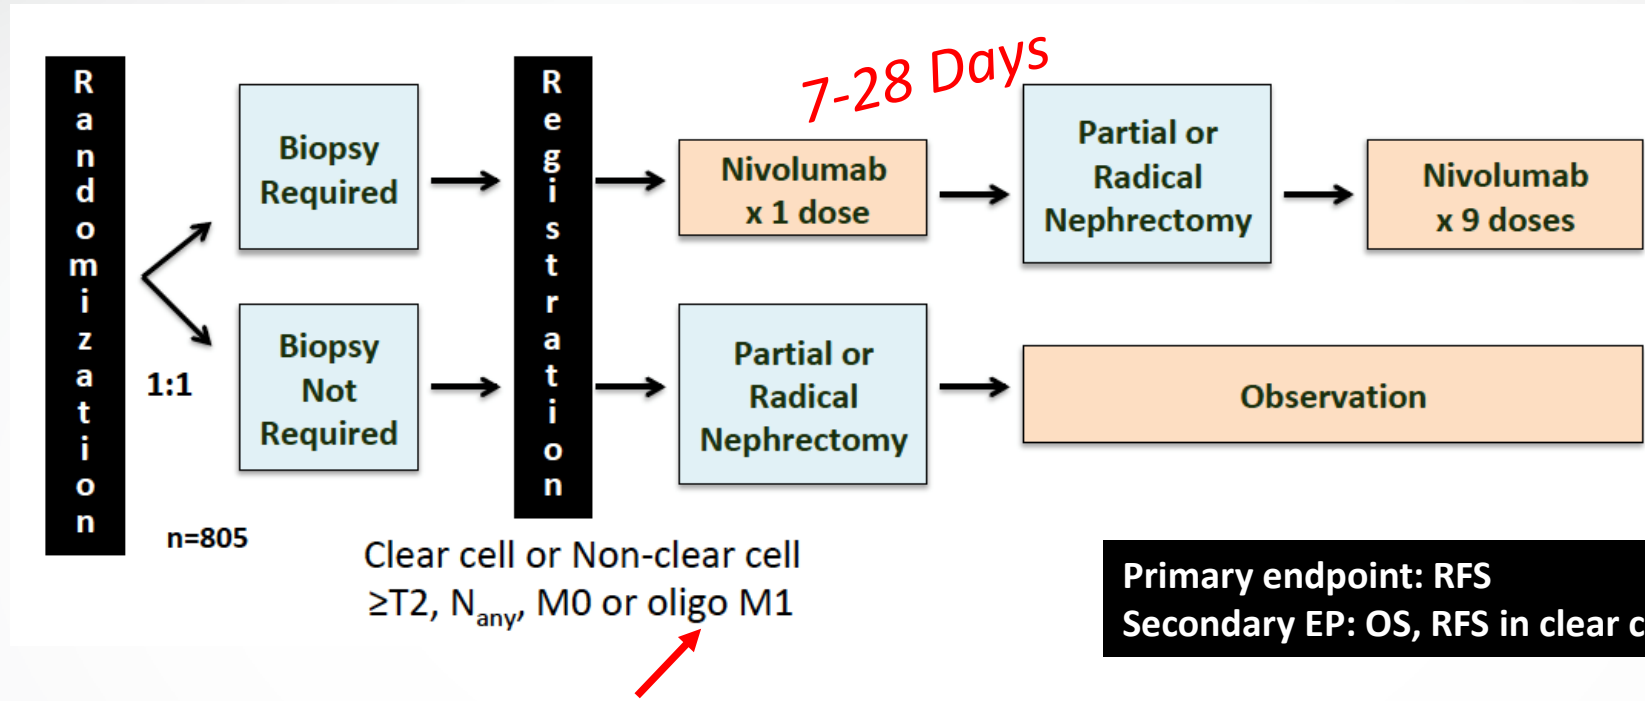 Randomization
1:1
n=805
Biopsy
Required
Biopsy
Not
Required
Registration
Clear cell or Non-clear cell
≥T2, Nany, M0 or oligo M1
7-28 Days
Nivolumab
x 1 dose
Partial or
Radical
Nephrectomy
Nivolumab
x 9 doses
Partial or
Radical
Nephrectomy
Observation
Primary endpoint: RFS
Secondary EP: OS, RFS in clear c